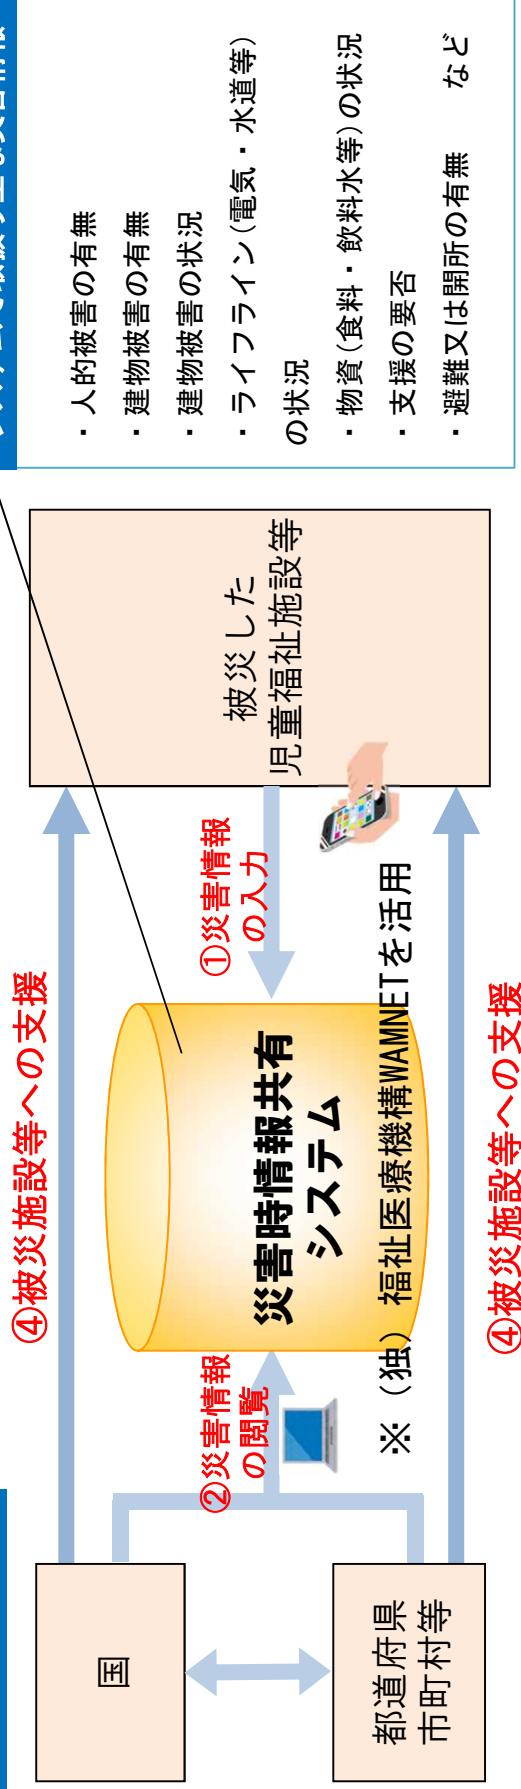 ④被災施設等への支援
国
都道府県
市町村等
②災害情報
の閲覧
災害時情報共有
システム
※（独）福祉医療機構WAMNETを活用
①災害情報
の入力
被災した
児童福祉施設等
④被災施設等への支援
・人的被害の有無
・建物被害の有無
・建物被害の状況
・ライフライン(電気・水道等)
の状況
・物資(食料・飲料水等)の状況
・支援の要否
・避難又は開所の有無　など